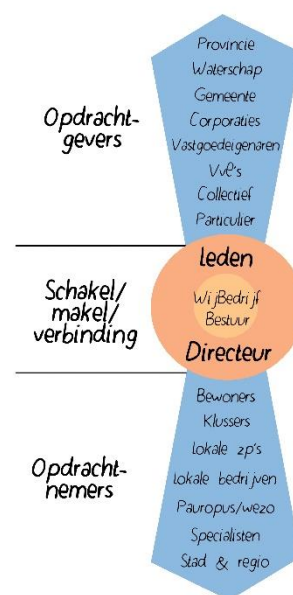 Opdracht-
gevers
Provincie
Waterschap
Gemeente
Corporaties
Vastgoedeigenaren
VvE's
Collectief
Particulier
Schakel/
makel/
verbinding
leden
WijBedrijf
Bestuur
Directeur
Opdracht-
nemers
Bewoners
Klussers
Lokale zp's
Lokale bedrijven
Pauropus/wezo
Specialisten
Stad & regio